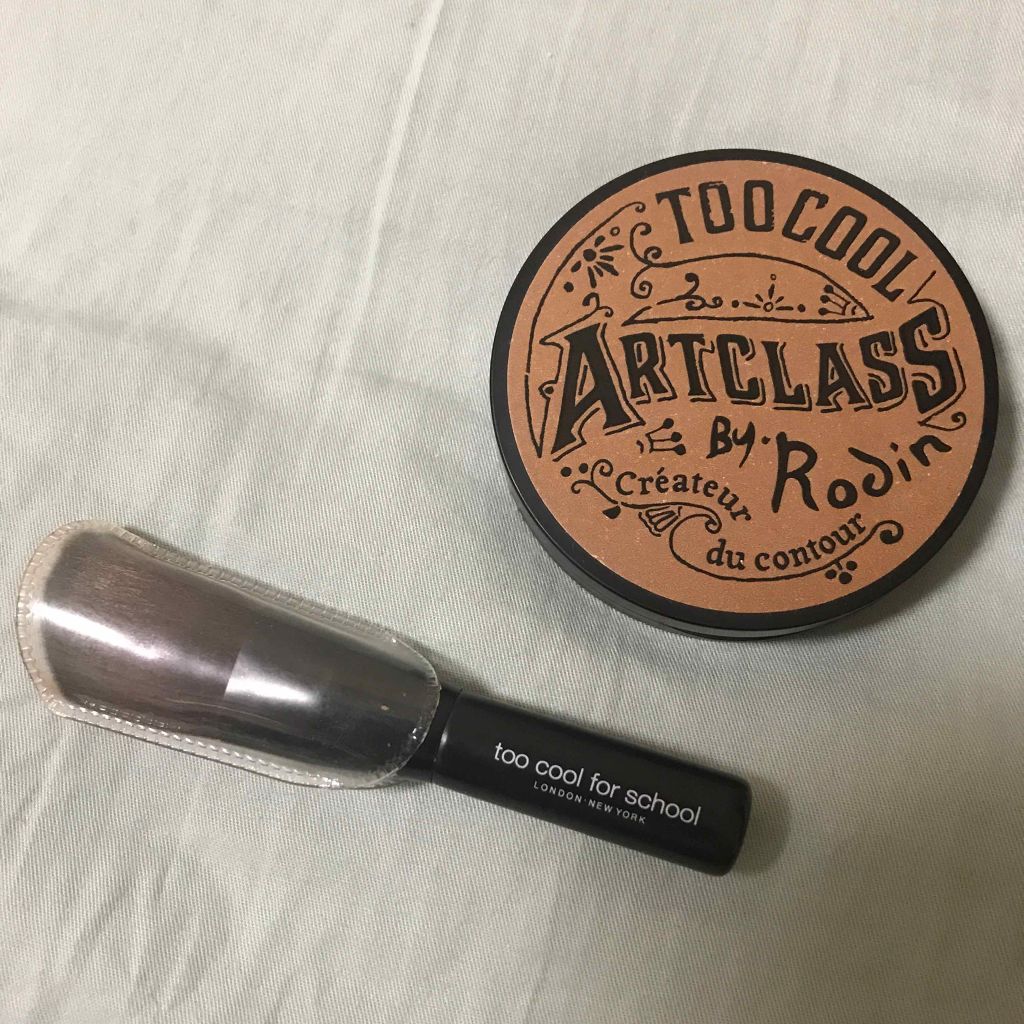 TOO COOL
ARTCLASS
BY. Rodin
Créateur
du contour
too cool for school
LONDON·NEW YORK